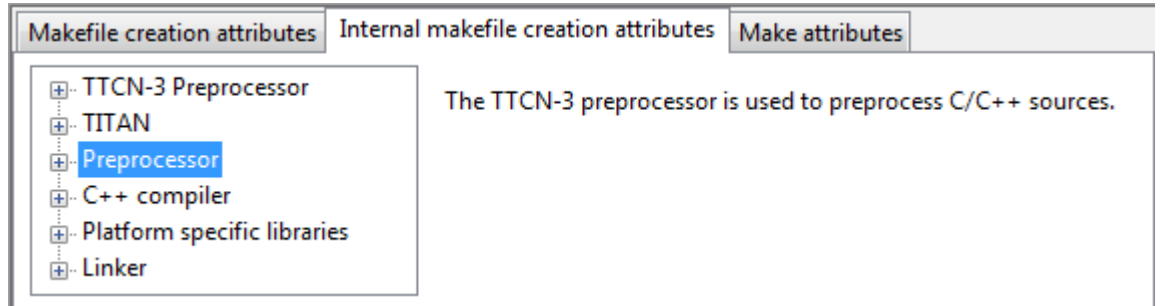 Makefile creation attributes Internal makefile creation attributes Make attributes
TTCN-3 Preprocessor
The TTCN-3 preprocessor is used to preprocess C/C++ sources.
TITAN
Preprocessor
C++ compiler
Platform specific libraries
Linker